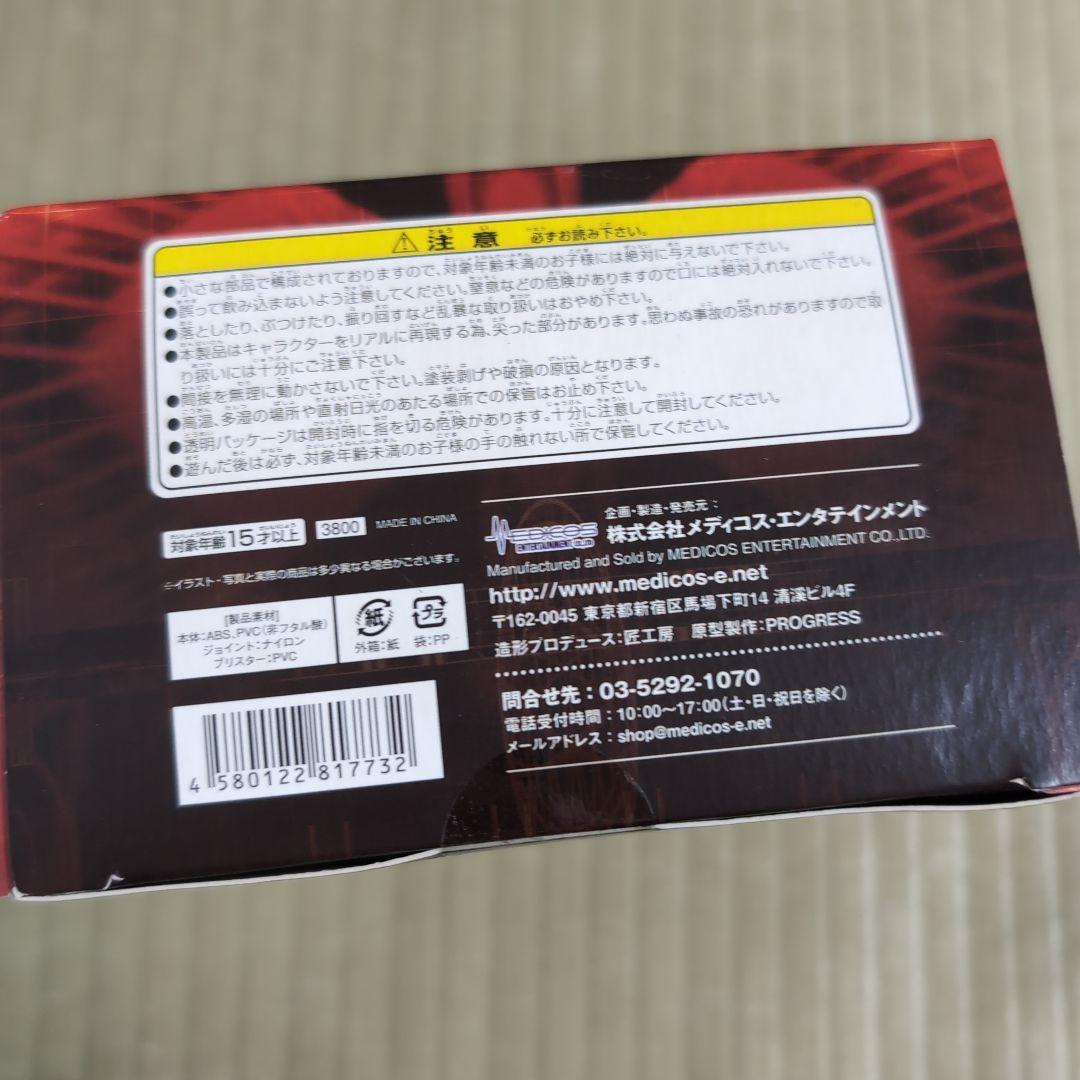 注意 必ずお読み下さい。
●小さな部品で構成されておりますので、対象年齢未満のお子様には絶対に与えないで下さい。
●誤って飲み込まないよう注意してください。窒息などの危険がありますので口には絶対入れないで下さい。
●落としたり、ぶつけたり、振り回すなど乱暴な取り扱いはおやめ下さい。
●本製品はキャラクターをリアルに再現する為、尖った部分があります。思わぬ事故の恐れがありますので取
り扱いには十分にご注意下さい。
●間接を無理に動かさないで下さい。塗装剥げや破損の原因となります。
●高温、多湿の場所や直射日光のあたる場所での保管はお止め下さい。
●透明パッケージは開封時に指を切る危険があります。十分に注意して開封してください。
●遊んだ後は必ず、対象年齢未満のお子様の手の触れない所で保管してください。
対象年齢15才以上 3800 MADE IN CHINA
※イラスト・写真と実際の商品は多少異なる場合がございます。
[製品素材]
本体:ABS、PVC(非フタル酸)
ジョイント:ナイロン
ブリスター:PVC
紙 プラ
外箱:紙 袋:PP
4 580122 817732
企画・製造・発売元:
MEDICOS 株式会社メディコス・エンタテインメント
Manufactured and Sold by MEDICOS ENTERTAINMENT CO.,LTD.
http://www.medicos-e.net
〒162-0045 東京都新宿区馬場下町14 清溪ビル4F
造形プロデュース:匠工房 原型製作:PROGRESS
問合せ先:03-5292-1070
電話受付時間:10:00〜17:00(土・日・祝日を除く)
メールアドレス:shop@medicos-e.net